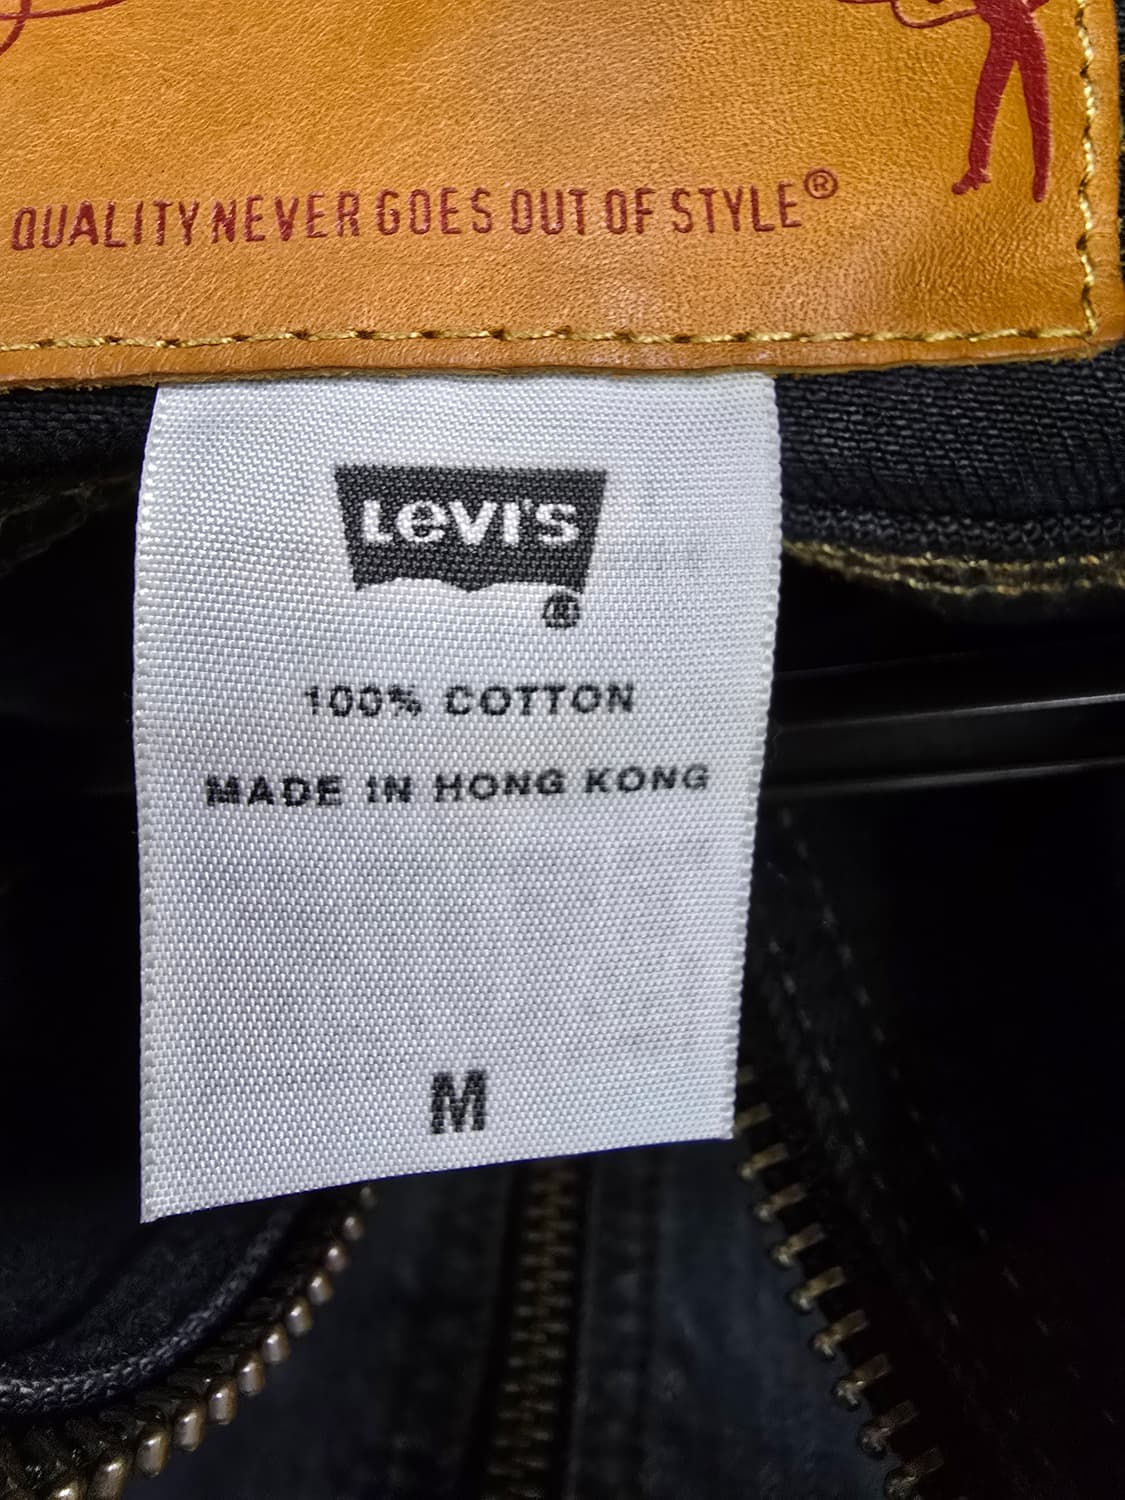 QUALITY NEVER GOES OUT OF STYLE®
LEVI'S
®
100% COTTON
MADE IN HONG KONG
M